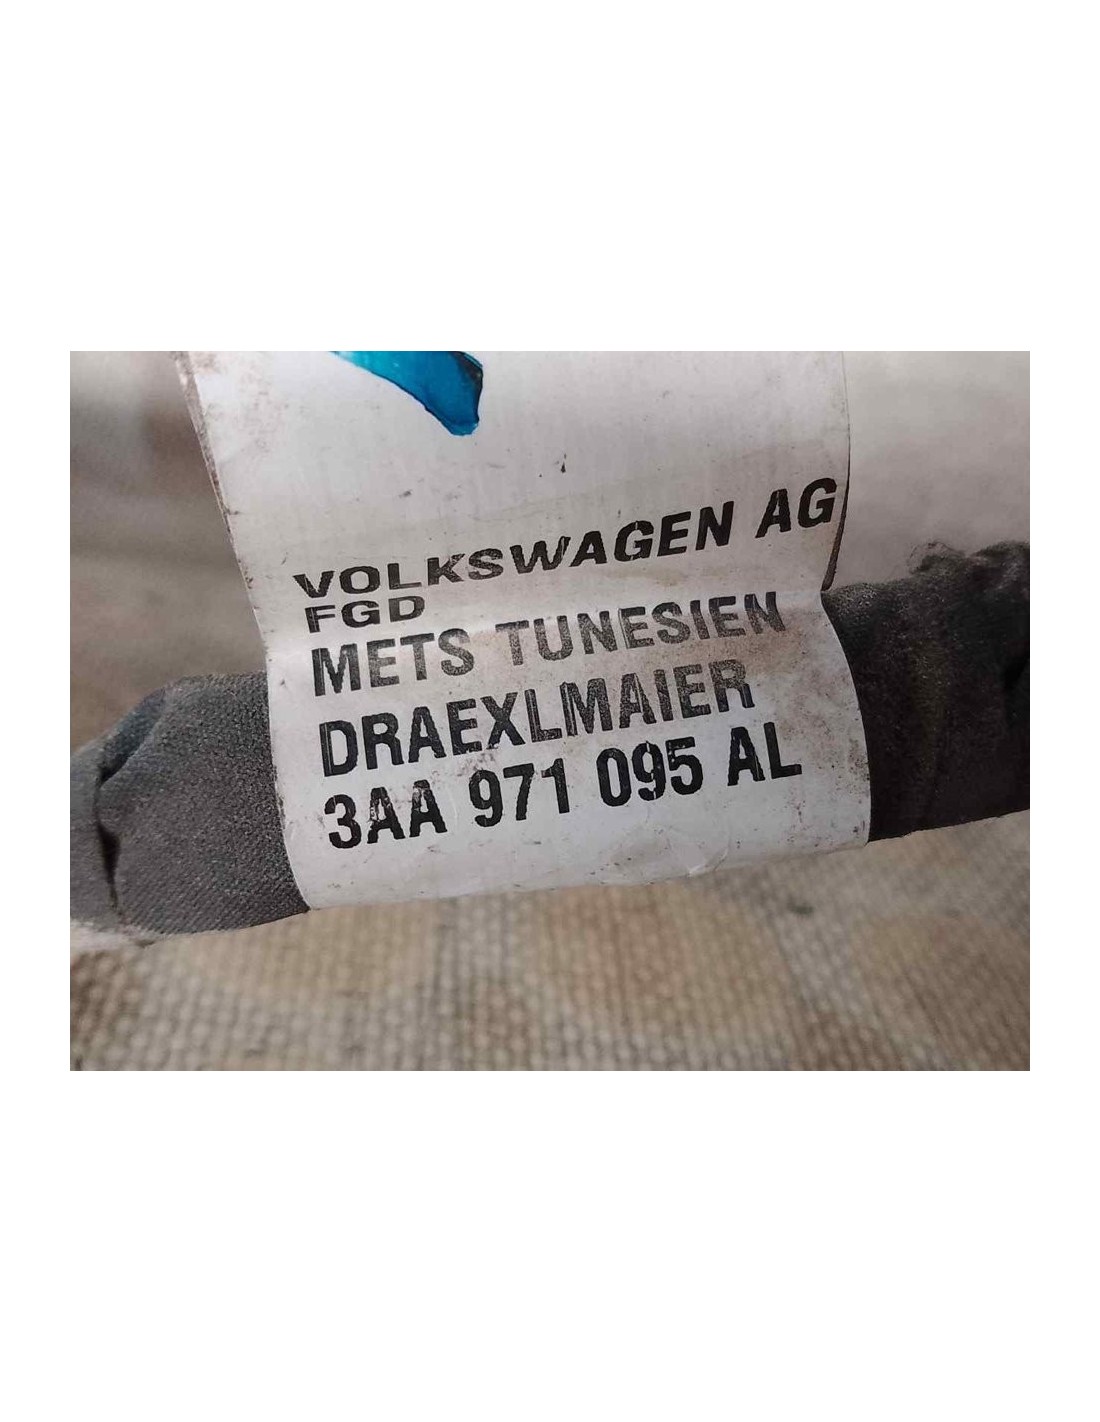 VOLKSWAGEN AG
FGD
METS TUNESIEN
DRAEXLMAIER
3AA 971 095 AL